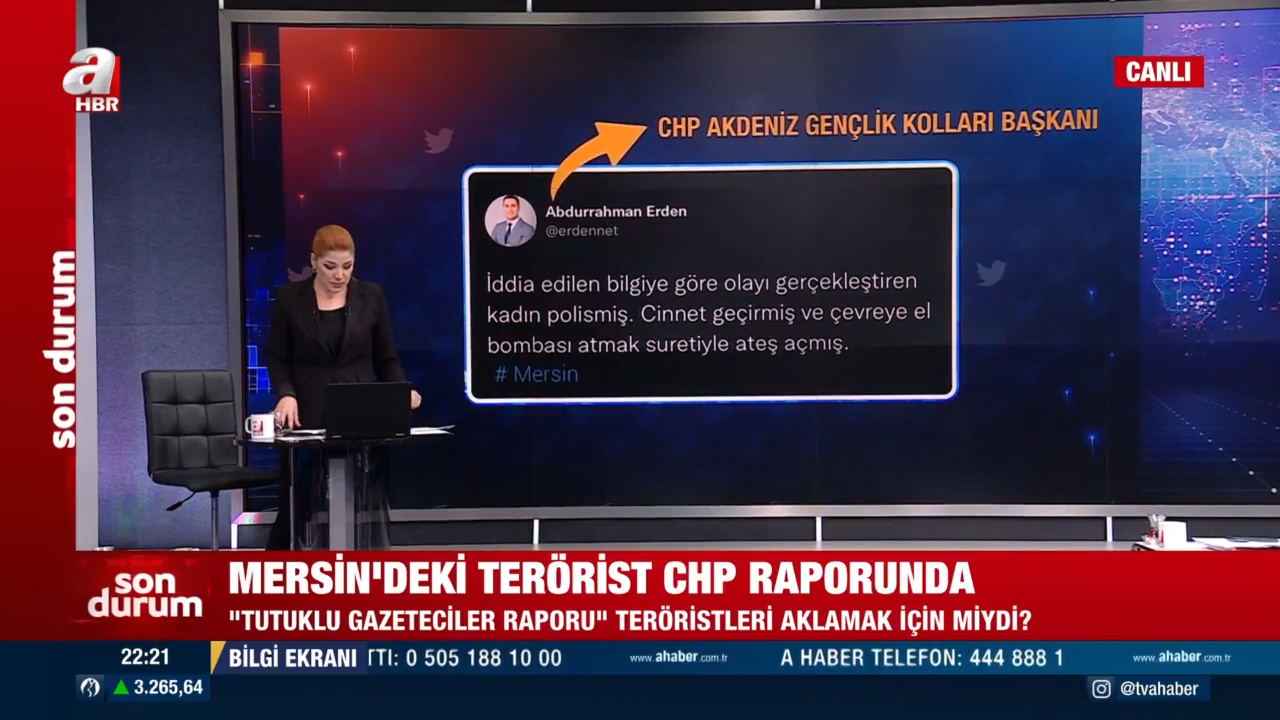 a
HBR
CANLI
CHP AKDENİZ GENÇLİK KOLLARI BAŞKANI
Abdurrahman Erden
@erdennet
İddia edilen bilgiye göre olayı gerçekleştiren
kadın polismiş. Cinnet geçirmiş ve çevreye el
bombası atmak suretiyle ateş açmış.
# Mersin
son durum
son
durum
MERSİN'DEKİ TERÖRİST CHP RAPORUNDA
"TUTUKLU GAZETECİLER RAPORU" TERÖRİSTLERİ AKLAMAK İÇİN MİYDİ?
22:21
BİLGİ EKRANI
TTI: 0 505 188 10 00
www.ahaber.com.tr
A HABER TELEFON: 444 888 1
www.ahaber.com.tr
3.265,64
@tvahaber